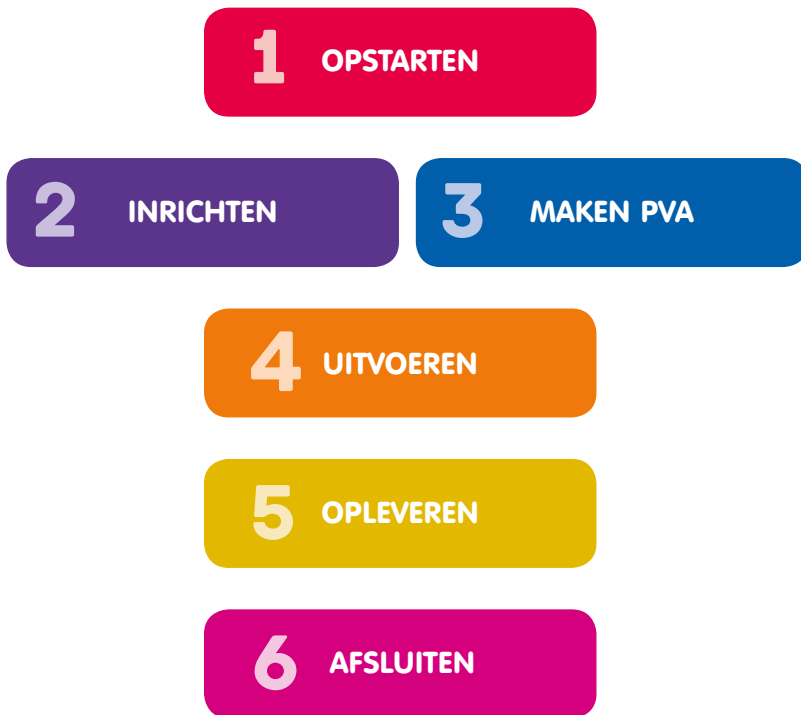 1 OPSTARTEN
2 INRICHTEN
3 MAKEN PVA
4 UITVOEREN
5 OPLEVEREN
6 AFSLUITEN